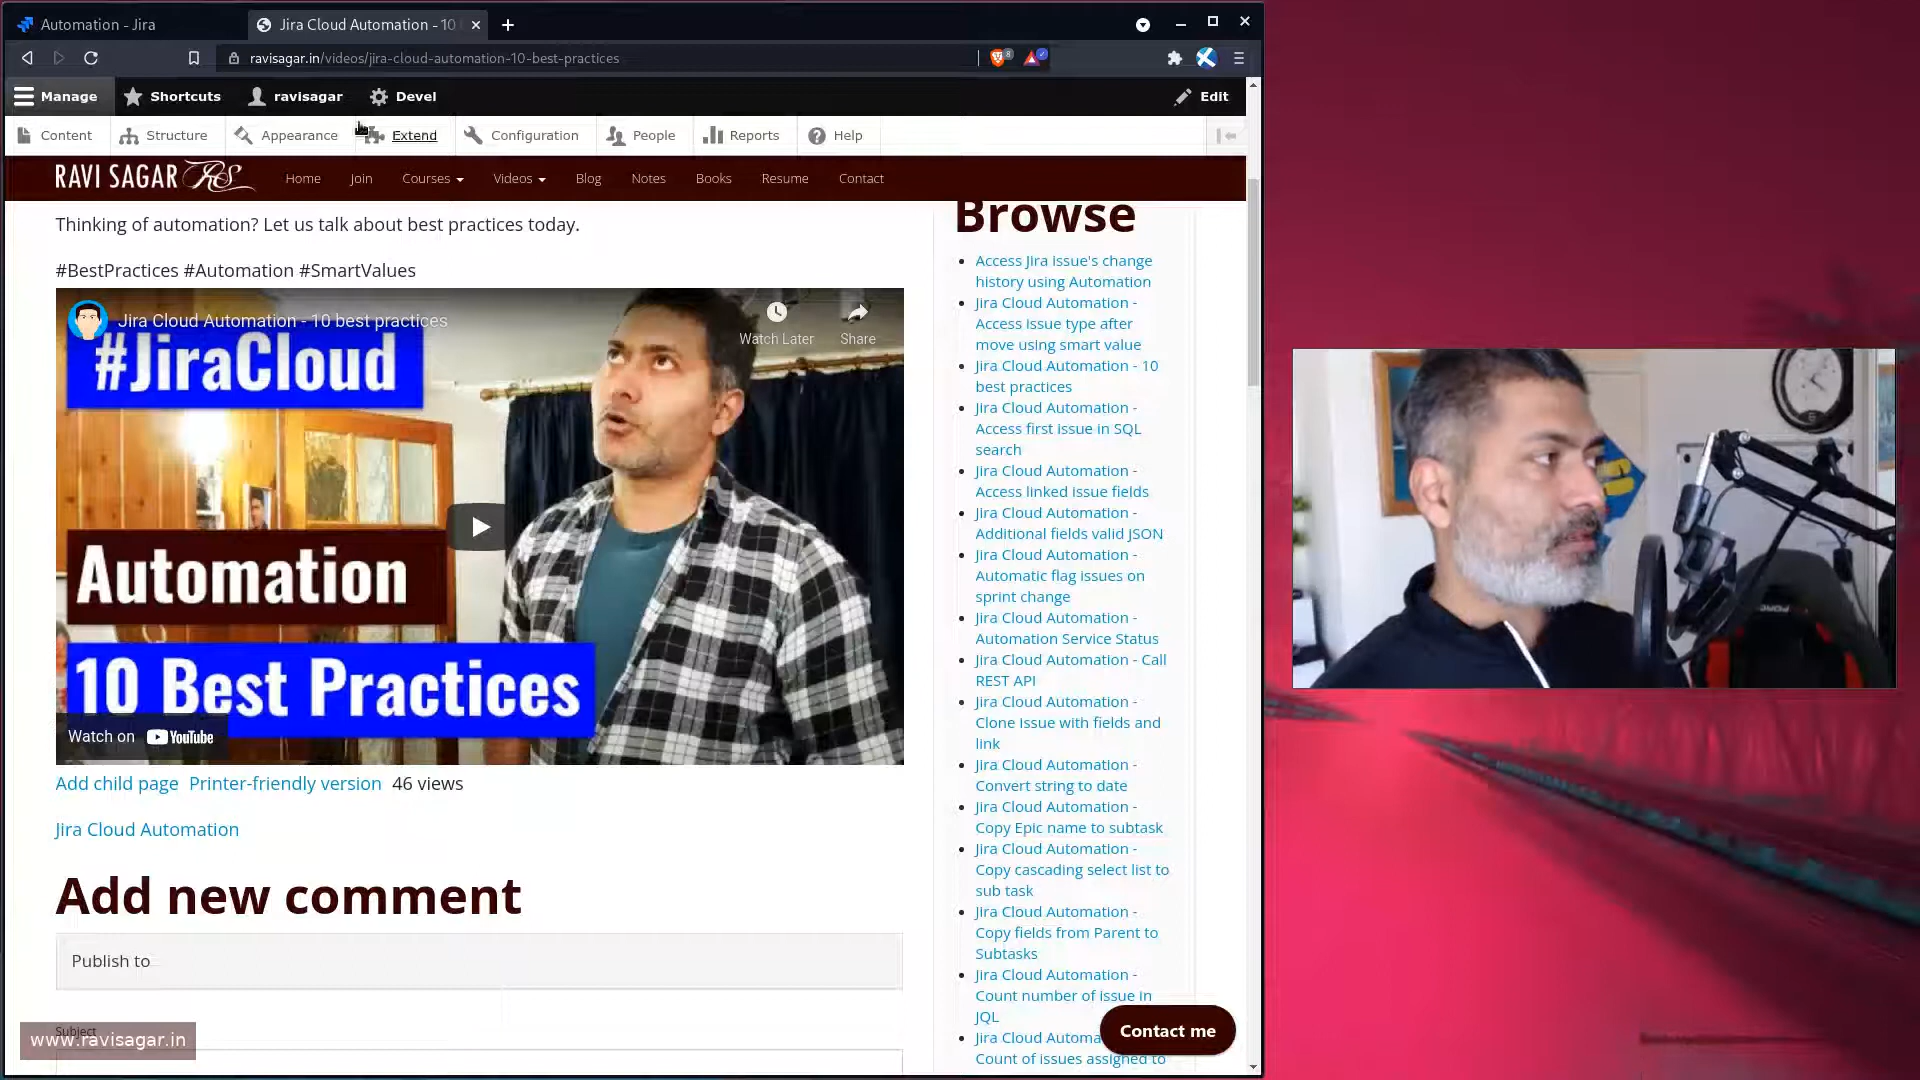 Automation - Jira
Jira Cloud Automation - 10
ravisagar.in/videos/jira-cloud-automation-10-best-practices
8
Manage
Shortcuts
ravisagar
Devel
Edit
Content
Structure
Appearance
Extend
Configuration
People
Reports
Help
RAVI SAGAR RS
Home
Join
Courses
Videos
Blog
Notes
Books
Resume
Contact
Thinking of automation? Let us talk about best practices today.
#BestPractices #Automation #SmartValues
Jira Cloud Automation - 10 best practices
Watch Later
Share
#JiraCloud
Automation
10 Best Practices
Watch on YouTube
Add child page
Printer-friendly version
46 views
Jira Cloud Automation
Add new comment
Publish to
Subject
www.ravisagar.in
Browse
Access Jira Issue's change
history using Automation
Jira Cloud Automation -
Access issue type after
move using smart value
Jira Cloud Automation - 10
best practices
Jira Cloud Automation -
Access first issue in SQL
search
Jira Cloud Automation -
Access linked issue fields
Jira Cloud Automation -
Additional fields valid JSON
Jira Cloud Automation -
Automatic flag issues on
sprint change
Jira Cloud Automation -
Automation Service Status
Jira Cloud Automation - Call
REST API
Jira Cloud Automation -
Clone Issue with fields and
link
Jira Cloud Automation -
Convert string to date
Jira Cloud Automation -
Copy Epic name to subtask
Jira Cloud Automation -
Copy cascading select list to
sub task
Jira Cloud Automation -
Copy fields from Parent to
Subtasks
Jira Cloud Automation -
Count number of issue in
JQL
Jira Cloud Automa
Count of issues assigned to
Contact me